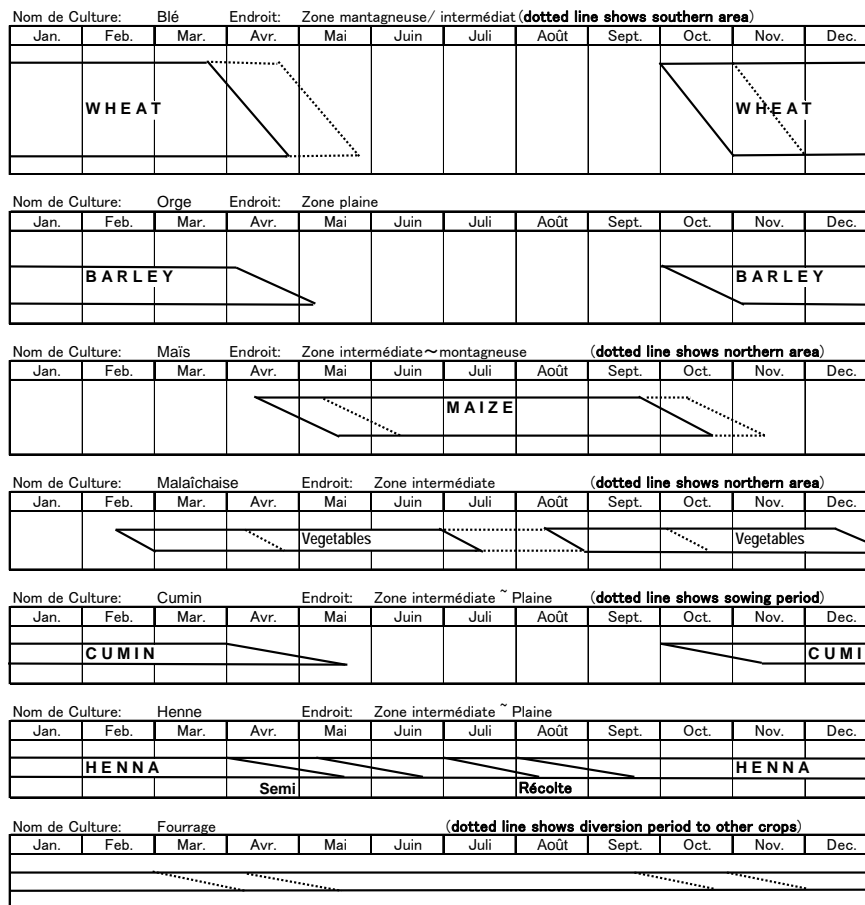 Nom de Culture: Blé Endroit: Zone mantagneuse/ intermédiat (dotted line shows southern area)
Jan. Feb. Mar. Avr. Mai Juin Juli Août Sept. Oct. Nov. Dec.
WHEAT WHEAT
Nom de Culture: Orge Endroit: Zone plaine
Jan. Feb. Mar. Avr. Mai Juin Juli Août Sept. Oct. Nov. Dec.
BARLEY BARLEY
Nom de Culture: Maïs Endroit: Zone intermédiate～montagneuse (dotted line shows northern area)
Jan. Feb. Mar. Avr. Mai Juin Juli Août Sept. Oct. Nov. Dec.
MAIZE
Nom de Culture: Malaîchaise Endroit: Zone intermédiate (dotted line shows northern area)
Jan. Feb. Mar. Avr. Mai Juin Juli Août Sept. Oct. Nov. Dec.
Vegetables Vegetables
Nom de Culture: Cumin Endroit: Zone intermédiate ~ Plaine (dotted line shows sowing period)
Jan. Feb. Mar. Avr. Mai Juin Juli Août Sept. Oct. Nov. Dec.
CUMIN CUMI
Nom de Culture: Henne Endroit: Zone intermédiate ~ Plaine
Jan. Feb. Mar. Avr. Mai Juin Juli Août Sept. Oct. Nov. Dec.
HENNA HENNA
Semi Récolte
Nom de Culture: Fourrage (dotted line shows diversion period to other crops)
Jan. Feb. Mar. Avr. Mai Juin Juli Août Sept. Oct. Nov. Dec.